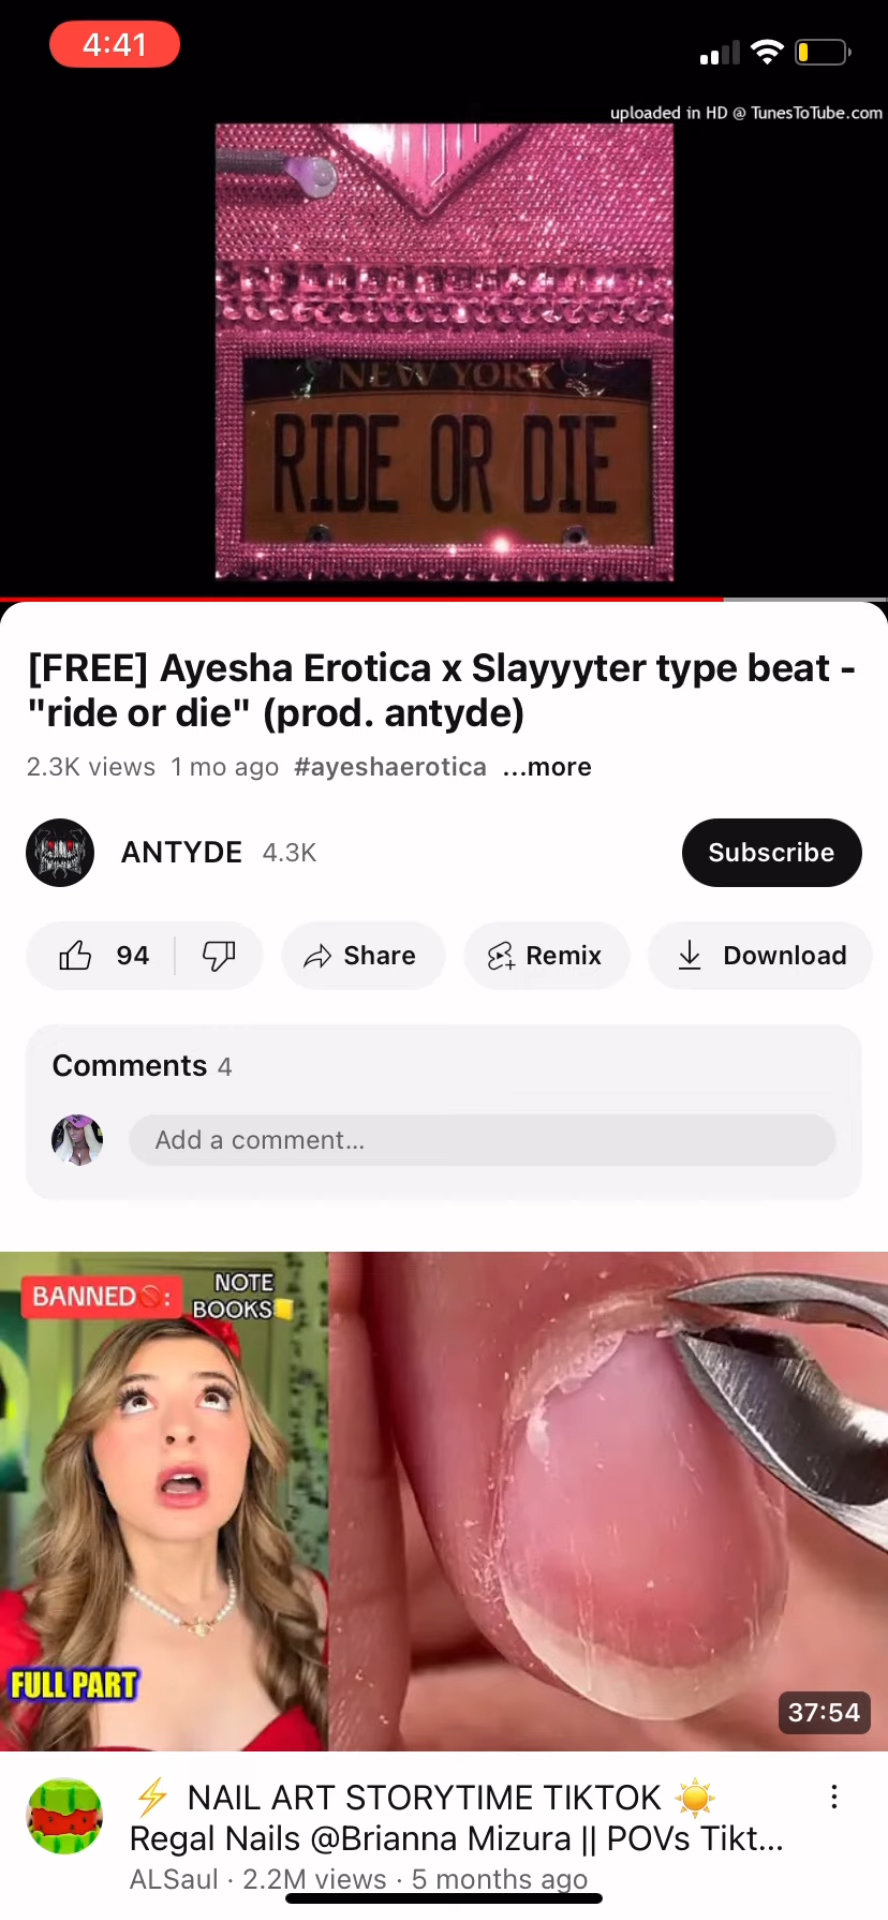 4:41
uploaded in HD @ TunesToTube.com
NEW YORK
RIDE OR DIE
[FREE] Ayesha Erotica x Slayyyter type beat -
"ride or die" (prod. antyde)
2.3K views 1 mo ago #ayeshaerotica ...more
ANTYDE 4.3K
Subscribe
94
Share
Remix
Download
Comments 4
Add a comment...
BANNED🚫:
NOTE
BOOKS📒
FULL PART
37:54
⚡ NAIL ART STORYTIME TIKTOK ☀️
Regal Nails @Brianna Mizura || POVs Tikt...
ALSaul · 2.2M views · 5 months ago